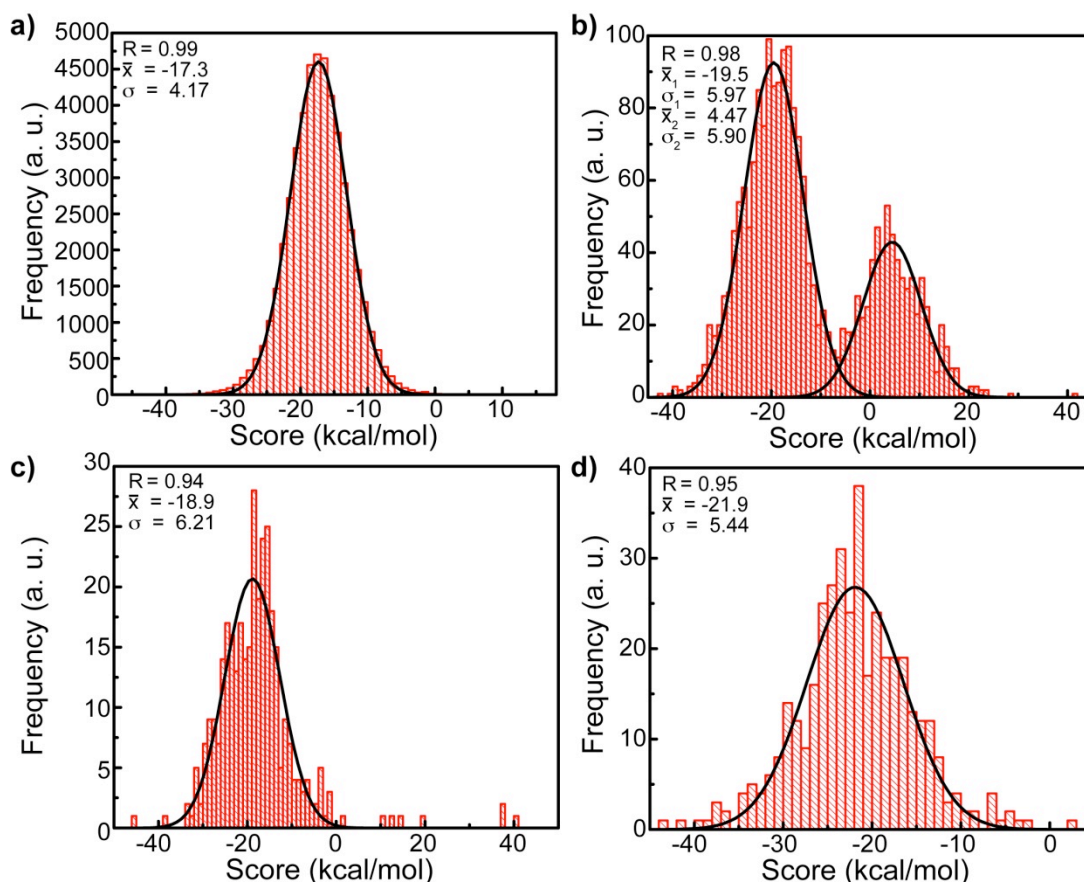 a)
R = 0.99
x̄ = -17.3
σ = 4.17
5000
4500
4000
3500
3000
2500
2000
1500
1000
500
0
Frequency (a. u.)
-40 -30 -20 -10 0 10
Score (kcal/mol)
b)
R = 0.98
x̄1 = -19.5
σ1 = 5.97
x̄2 = 4.47
σ2 = 5.90
100
80
60
40
20
0
Frequency (a. u.)
-40 -20 0 20 40
Score (kcal/mol)
c)
R = 0.94
x̄ = -18.9
σ = 6.21
30
25
20
15
10
5
0
Frequency (a. u.)
-40 -20 0 20 40
Score (kcal/mol)
d)
R = 0.95
x̄ = -21.9
σ = 5.44
40
30
20
10
0
Frequency (a. u.)
-40 -30 -20 -10 0
Score (kcal/mol)